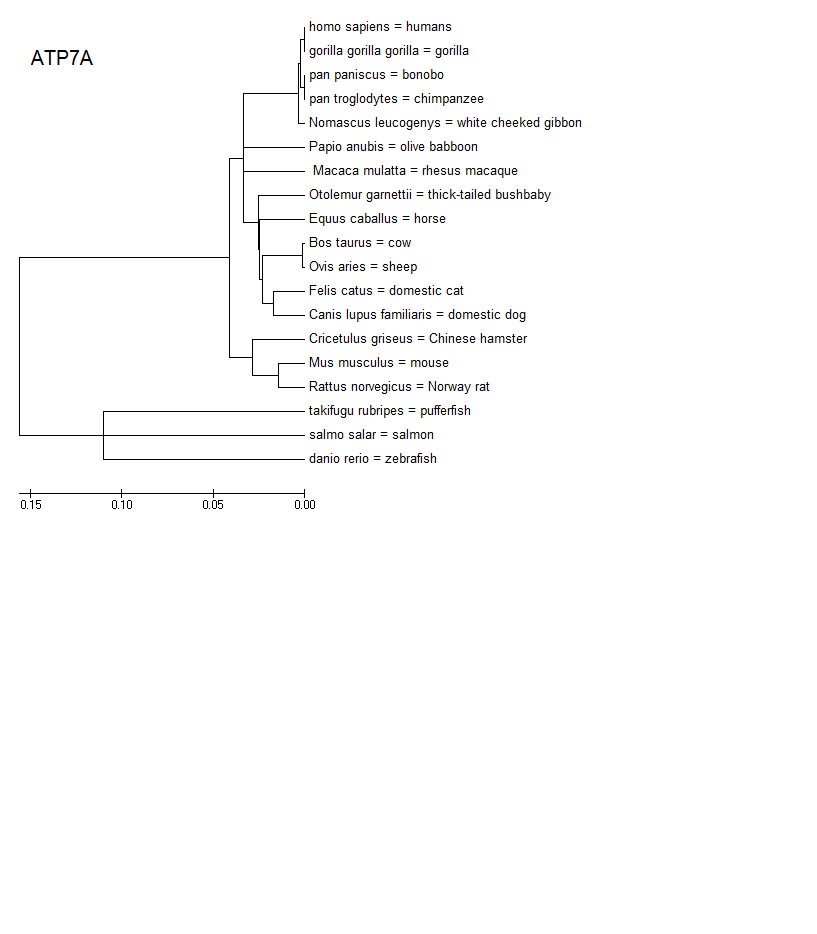 homo sapiens = humans
ATP7A
gorilla gorilla gorilla = gorilla
pan paniscus = bonobo
pan troglodytes = chimpanzee
Nomascus leucogenys = white cheeked gibbon
Papio anubis = olive babboon
Macaca mulatta = rhesus macaque
Otolemur garnettii = thick-tailed bushbaby
Equus caballus = horse
Bos taurus = cow
Ovis aries = sheep
Felis catus = domestic cat
Canis lupus familiaris = domestic dog
Cricetulus griseus = Chinese hamster
Mus musculus = mouse
Rattus norvegicus = Norway rat
takifugu rubripes = pufferfish
salmo salar = salmon
danio rerio = zebrafish
0.15 0.10 0.05 0.00